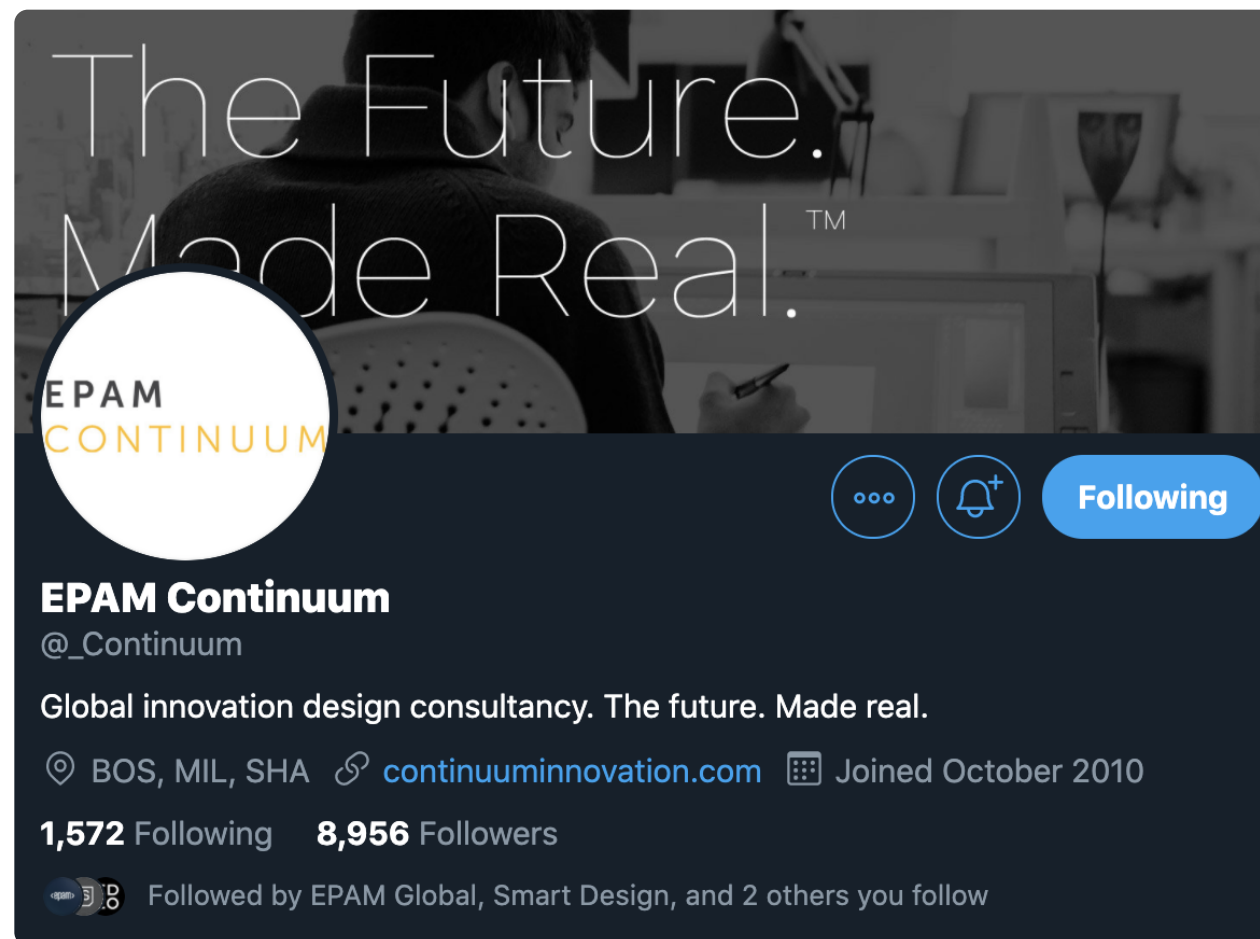 The Future.
Made Real.™
EPAM
CONTINUUM
Following
EPAM Continuum
@_Continuum
Global innovation design consultancy. The future. Made real.
BOS, MIL, SHA continuuminnovation.com Joined October 2010
1,572 Following 8,956 Followers
<epam> S
Followed by EPAM Global, Smart Design, and 2 others you follow